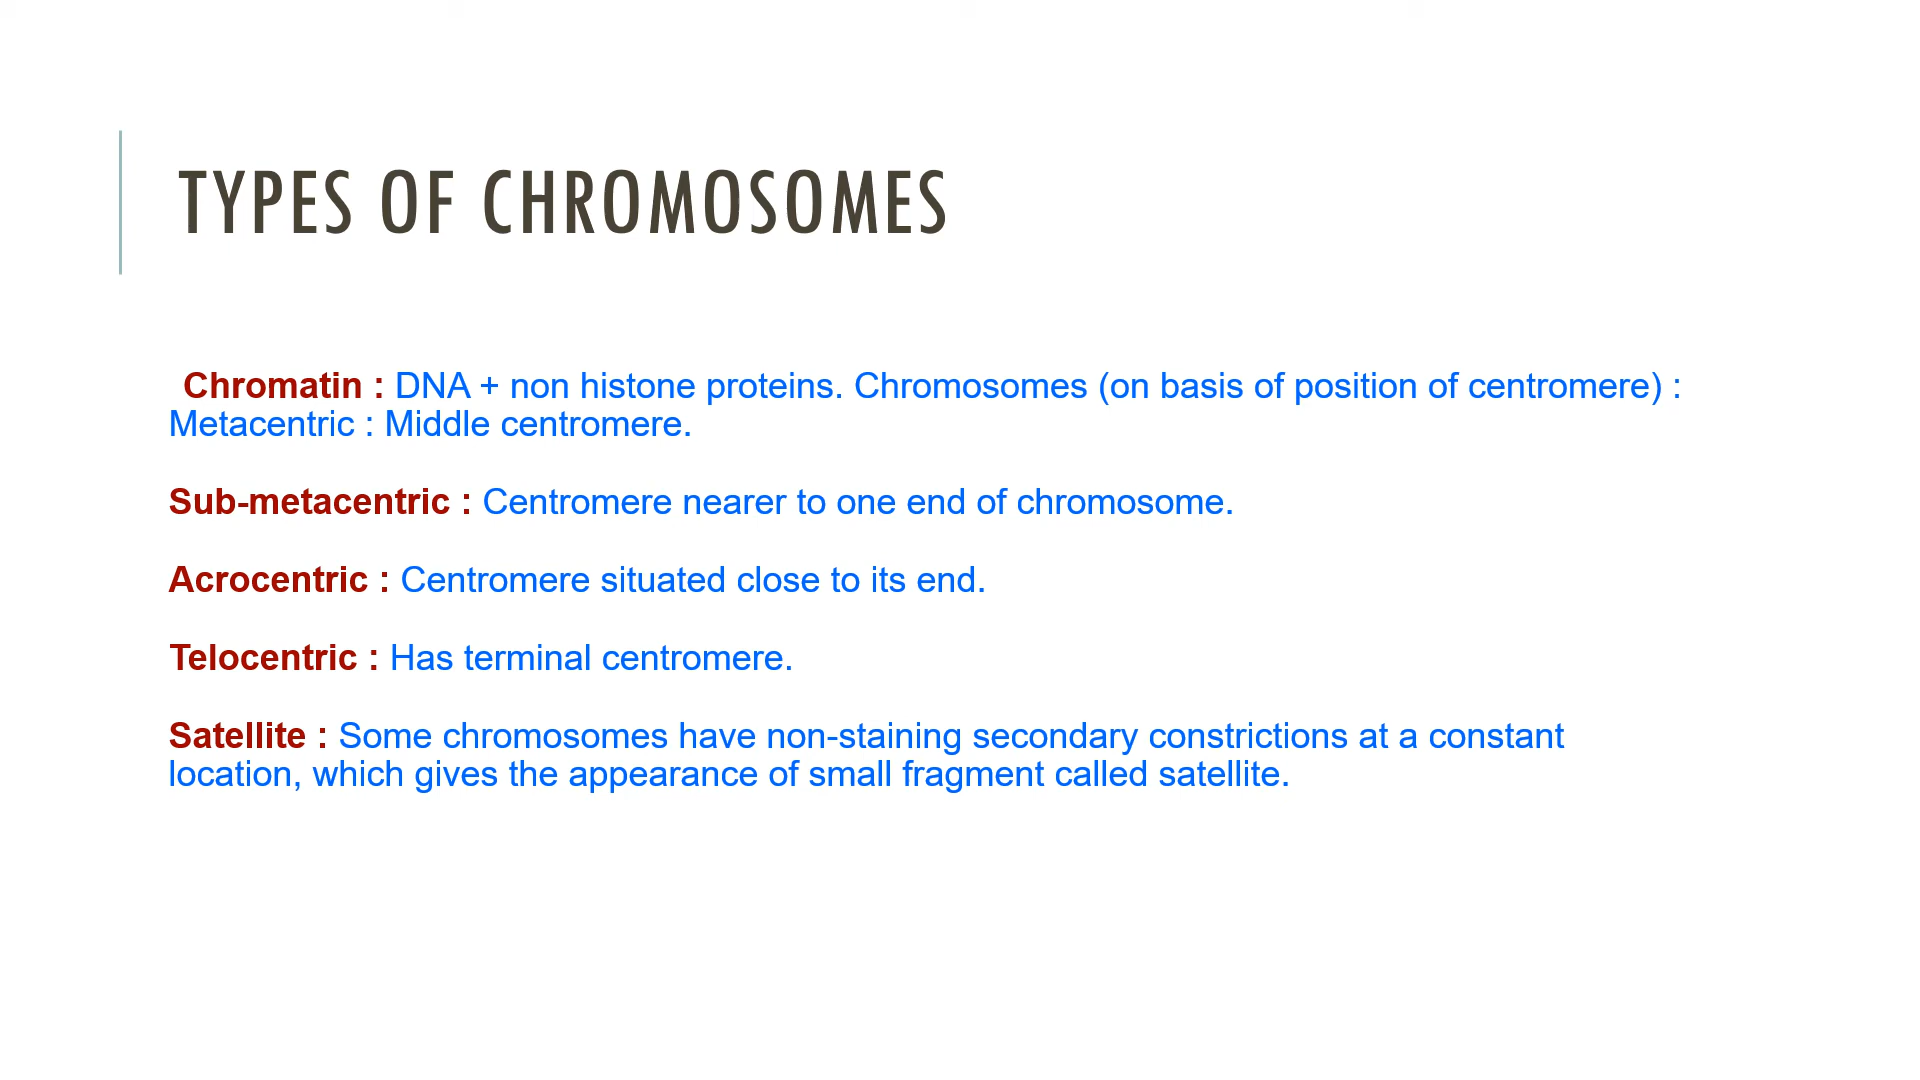 TYPES OF CHROMOSOMES
Chromatin : DNA + non histone proteins. Chromosomes (on basis of position of centromere) :
Metacentric : Middle centromere.
Sub-metacentric : Centromere nearer to one end of chromosome.
Acrocentric : Centromere situated close to its end.
Telocentric : Has terminal centromere.
Satellite : Some chromosomes have non-staining secondary constrictions at a constant
location, which gives the appearance of small fragment called satellite.